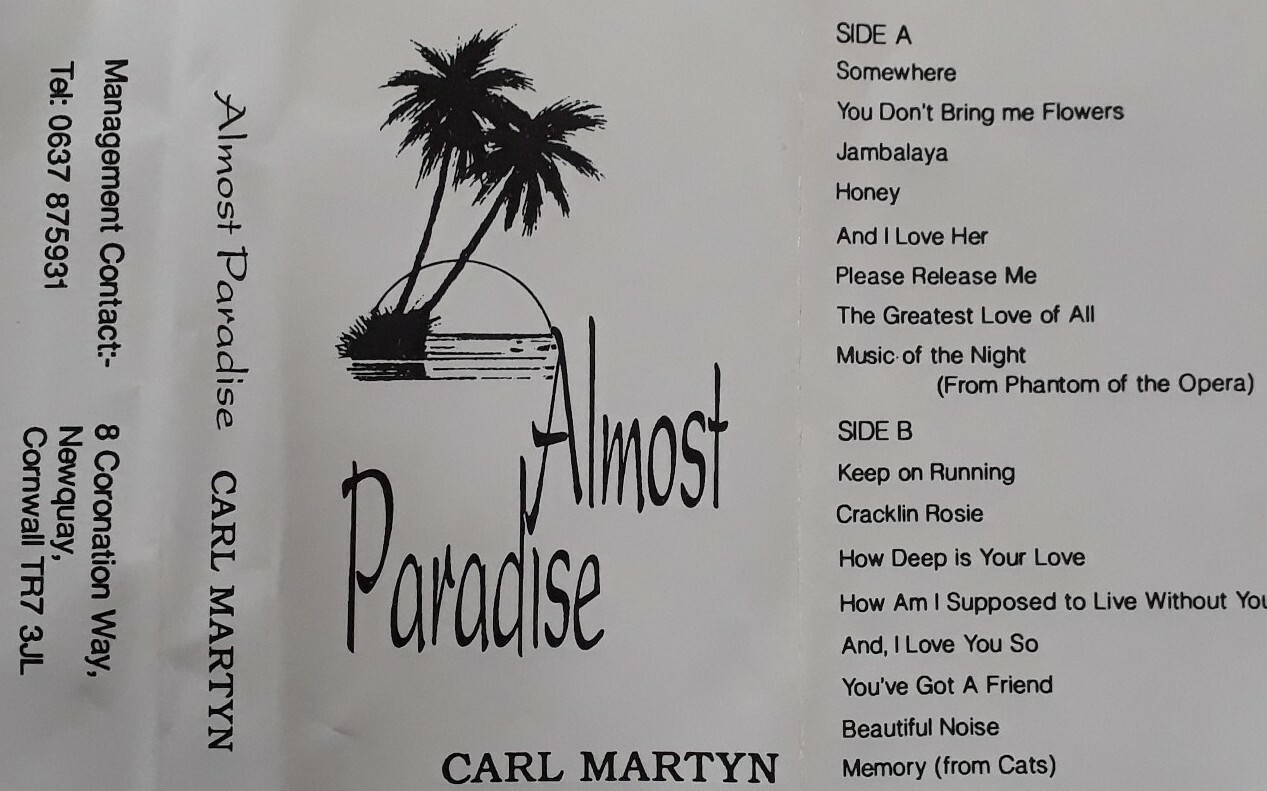 Management Contact:- 8 Coronation Way,
Tel: 0637 875931 Newquay,
Cornwall TR7 3JL
Almost Paradise CARL MARTYN
Almost
Paradise
CARL MARTYN
SIDE A
Somewhere
You Don't Bring me Flowers
Jambalaya
Honey
And I Love Her
Please Release Me
The Greatest Love of All
Music of the Night
(From Phantom of the Opera)
SIDE B
Keep on Running
Cracklin Rosie
How Deep is Your Love
How Am I Supposed to Live Without You
And, I Love You So
You've Got A Friend
Beautiful Noise
Memory (from Cats)